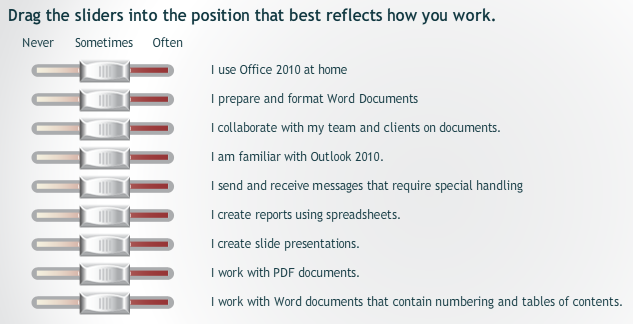 Drag the sliders into the position that best reflects how you work.
Never Sometimes Often
I use Office 2010 at home
I prepare and format Word Documents
I collaborate with my team and clients on documents.
I am familiar with Outlook 2010.
I send and receive messages that require special handling
I create reports using spreadsheets.
I create slide presentations.
I work with PDF documents.
I work with Word documents that contain numbering and tables of contents.